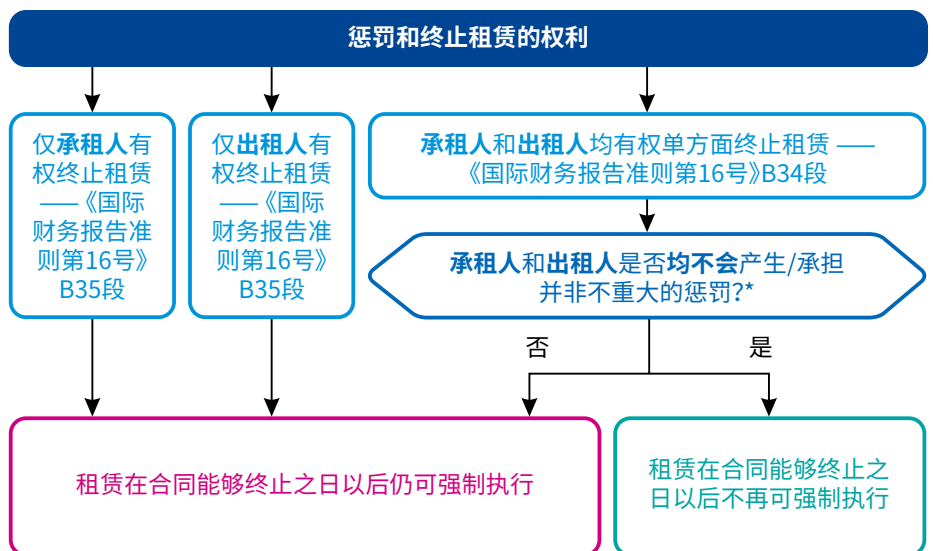 惩罚和终止租赁的权利
仅承租人有
权终止租赁
——《国际
财务报告准
则第16号》
B35段
仅出租人有
权终止租赁
——《国际
财务报告准
则第16号》
B35段
承租人和出租人均有权单方面终止租赁 ——
《国际财务报告准则第16号》B34段
承租人和出租人是否均不会产生/承担
并非不重大的惩罚?*
否
是
租赁在合同能够终止之日以后仍可强制执行
租赁在合同能够终止之
日以后不再可强制执行